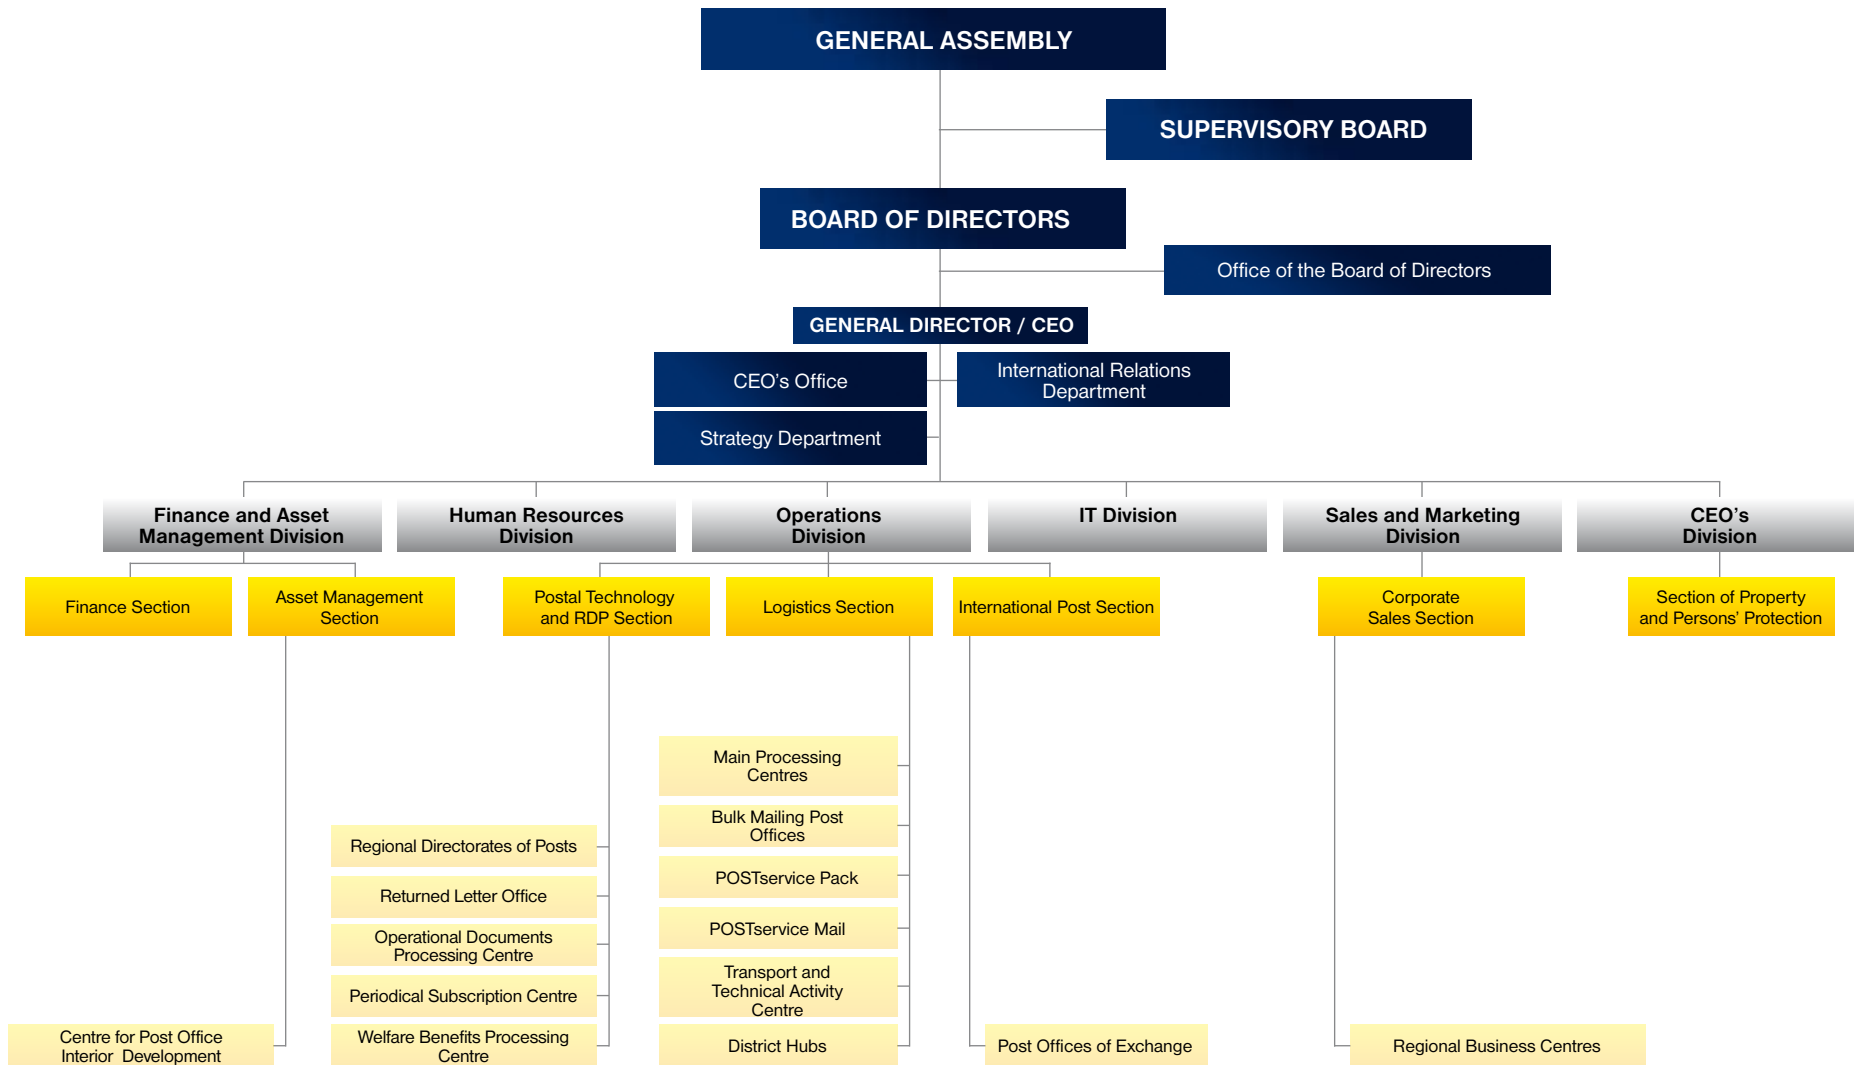 GENERAL ASSEMBLY
SUPERVISORY BOARD
BOARD OF DIRECTORS
Office of the Board of Directors
GENERAL DIRECTOR / CEO
CEO’s Office
International Relations
Department
Strategy Department
Finance and Asset
Management Division
Human Resources
Division
Operations
Division
IT Division
Sales and Marketing
Division
CEO’s
Division
Finance Section
Asset Management
Section
Postal Technology
and RDP Section
Logistics Section
International Post Section
Corporate
Sales Section
Section of Property
and Persons’ Protection
Main Processing
Centres
Bulk Mailing Post
Offices
Regional Directorates of Posts
POSTservice Pack
Returned Letter Office
POSTservice Mail
Operational Documents
Processing Centre
Transport and
Technical Activity
Centre
Periodical Subscription Centre
Centre for Post Office
Interior Development
Welfare Benefits Processing
Centre
District Hubs
Post Offices of Exchange
Regional Business Centres